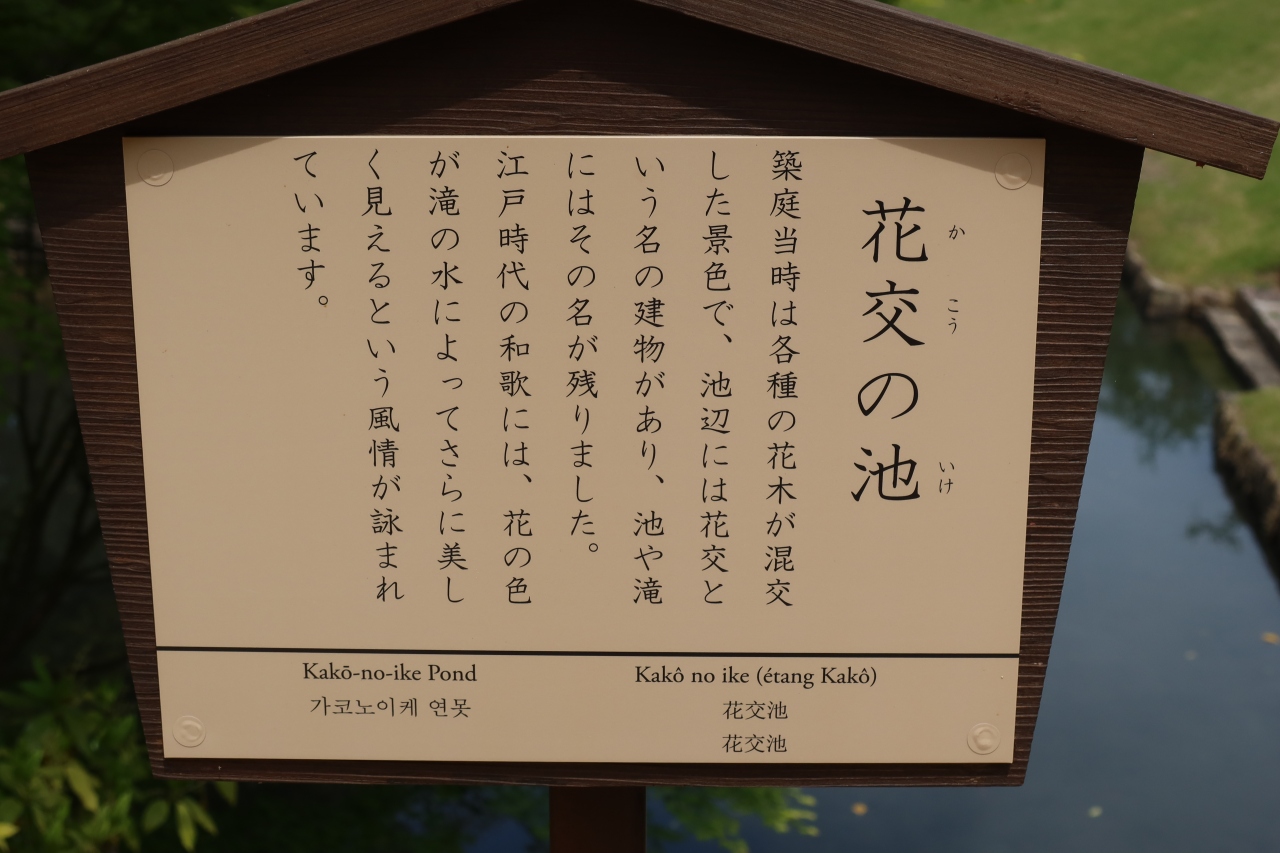 花交の池
か
こう
いけ
築庭当時は各種の花木が混交
した景色で、池辺には花交と
いう名の建物があり、池や滝
にはその名が残りました。
江戸時代の和歌には、花の色
が滝の水によってさらに美し
く見えるという風情が詠まれ
ています。
Kakō-no-ike Pond
가코노이케 연못
Kakô no ike (étang Kakô)
花交池
花交池